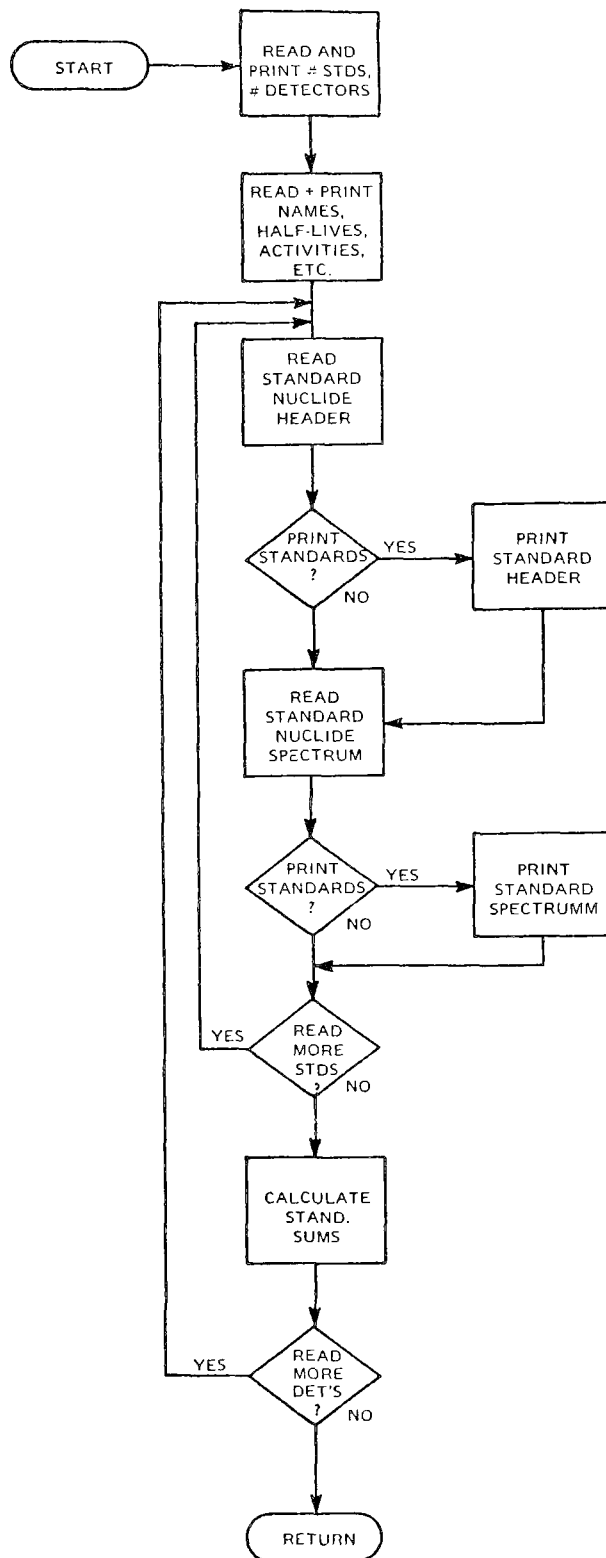 START
READ AND
PRINT # STDS,
# DETECTORS
READ + PRINT
NAMES,
HALF-LIVES,
ACTIVITIES,
ETC.
READ
STANDARD
NUCLIDE
HEADER
PRINT
STANDARDS
?
YES
NO
PRINT
STANDARD
HEADER
READ
STANDARD
NUCLIDE
SPECTRUM
PRINT
STANDARDS
?
YES
NO
PRINT
STANDARD
SPECTRUMM
READ
MORE
STDS
?
YES
NO
CALCULATE
STAND.
SUMS
READ
MORE
DET'S
?
YES
NO
RETURN